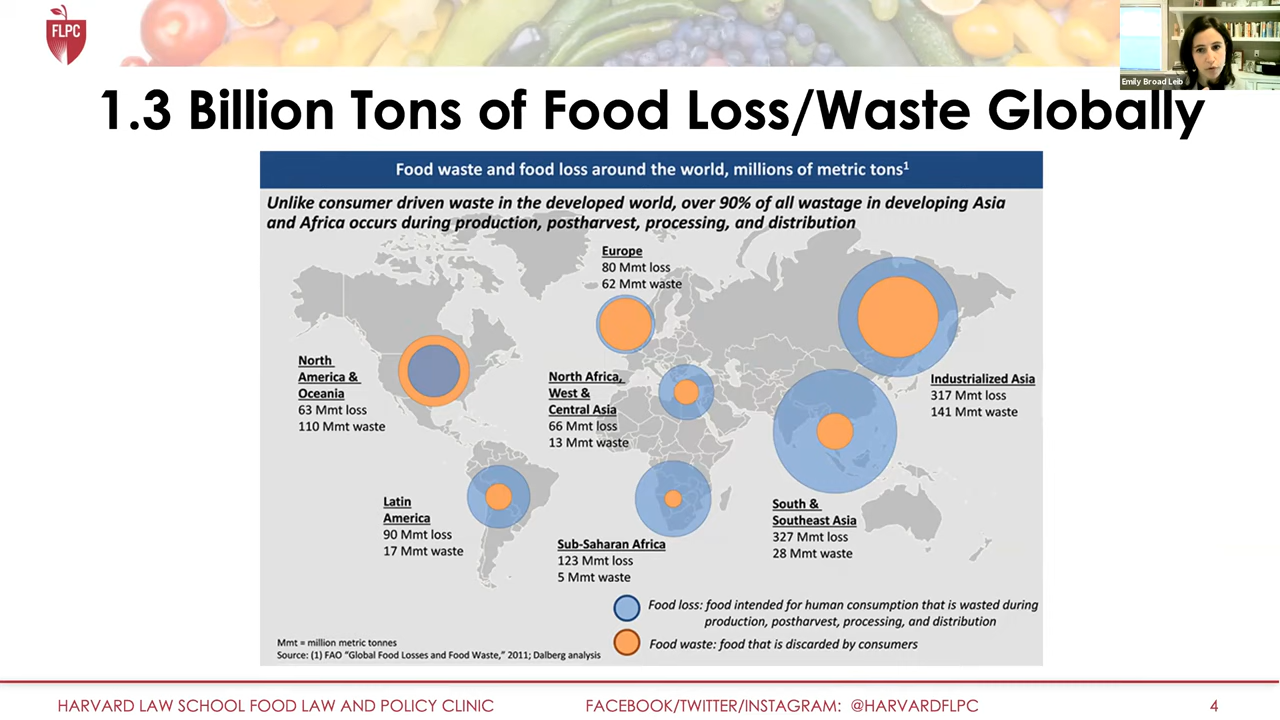 FLPC
Emily Broad Leib
1.3 Billion Tons of Food Loss/Waste Globally
Food waste and food loss around the world, millions of metric tons¹
Unlike consumer driven waste in the developed world, over 90% of all wastage in developing Asia
and Africa occurs during production, postharvest, processing, and distribution
Europe
80 Mmt loss
62 Mmt waste
North
America &
Oceania
63 Mmt loss
110 Mmt waste
North Africa,
West &
Central Asia
66 Mmt loss
13 Mmt waste
Industrialized Asia
317 Mmt loss
141 Mmt waste
Latin
America
90 Mmt loss
17 Mmt waste
Sub-Saharan Africa
123 Mmt loss
5 Mmt waste
South &
Southeast Asia
327 Mmt loss
28 Mmt waste
Food loss: food intended for human consumption that is wasted during
production, postharvest, processing, and distribution
Food waste: food that is discarded by consumers
Mmt = million metric tonnes
Source: (1) FAO "Global Food Losses and Food Waste," 2011; Dalberg analysis
HARVARD LAW SCHOOL FOOD LAW AND POLICY CLINIC
FACEBOOK/TWITTER/INSTAGRAM: @HARVARDFLPC
4